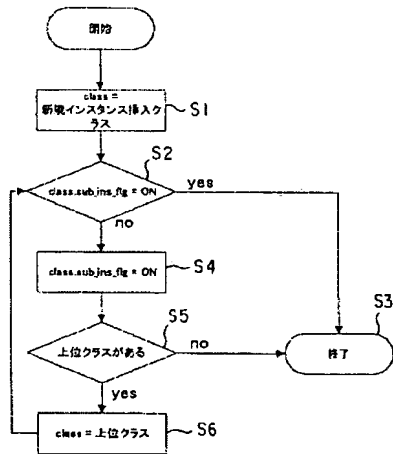 開始
class =
新規インスタンス挿入ク
ラス
S1
S2
class.sub_ins_flg = ON
yes
no
class.sub_ins_flg = ON
S4
S3
S5
上位クラスがある
no
終了
yes
class = 上位クラス
S6